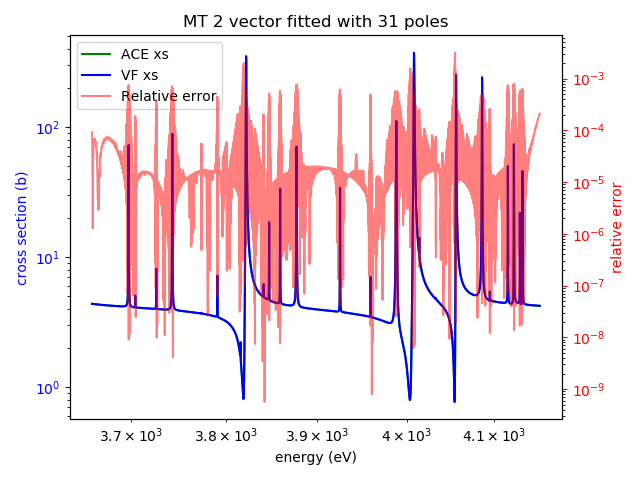 MT 2 vector fitted with 31 poles
ACE xs
VF xs
Relative error
cross section (b)
10²
10¹
10⁰
relative error
10⁻³
10⁻⁴
10⁻⁵
10⁻⁶
10⁻⁷
10⁻⁸
10⁻⁹
3.7 × 10³ 3.8 × 10³ 3.9 × 10³ 4 × 10³ 4.1 × 10³
energy (eV)